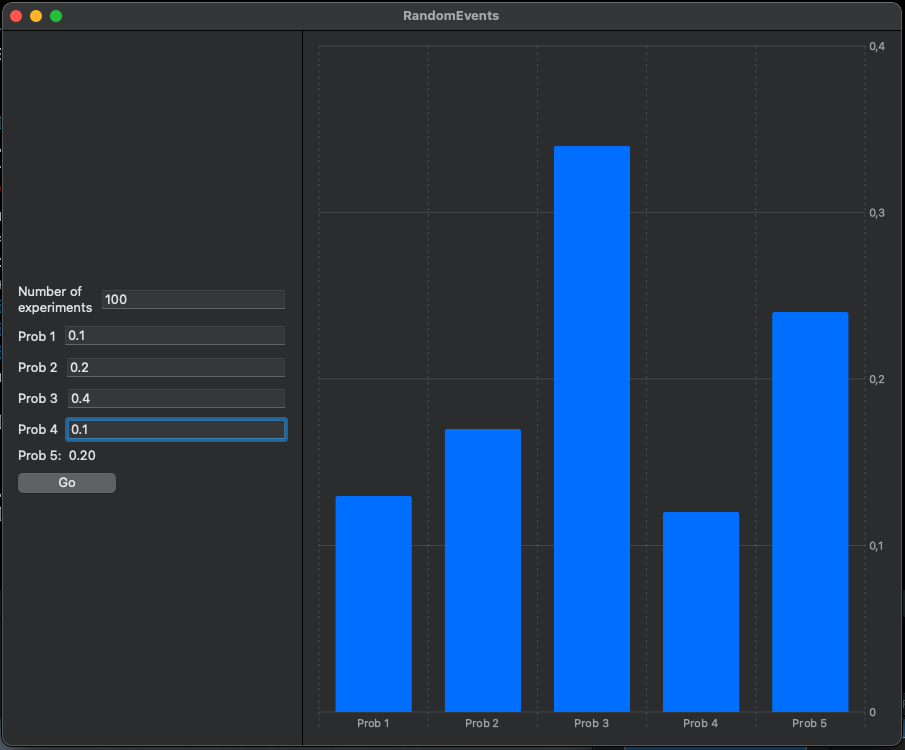 RandomEvents
Number of
experiments
100
Prob 1 0.1
Prob 2 0.2
Prob 3 0.4
Prob 4 0.1
Prob 5: 0.20
Go
0,4
0,3
0,2
0,1
0
Prob 1 Prob 2 Prob 3 Prob 4 Prob 5